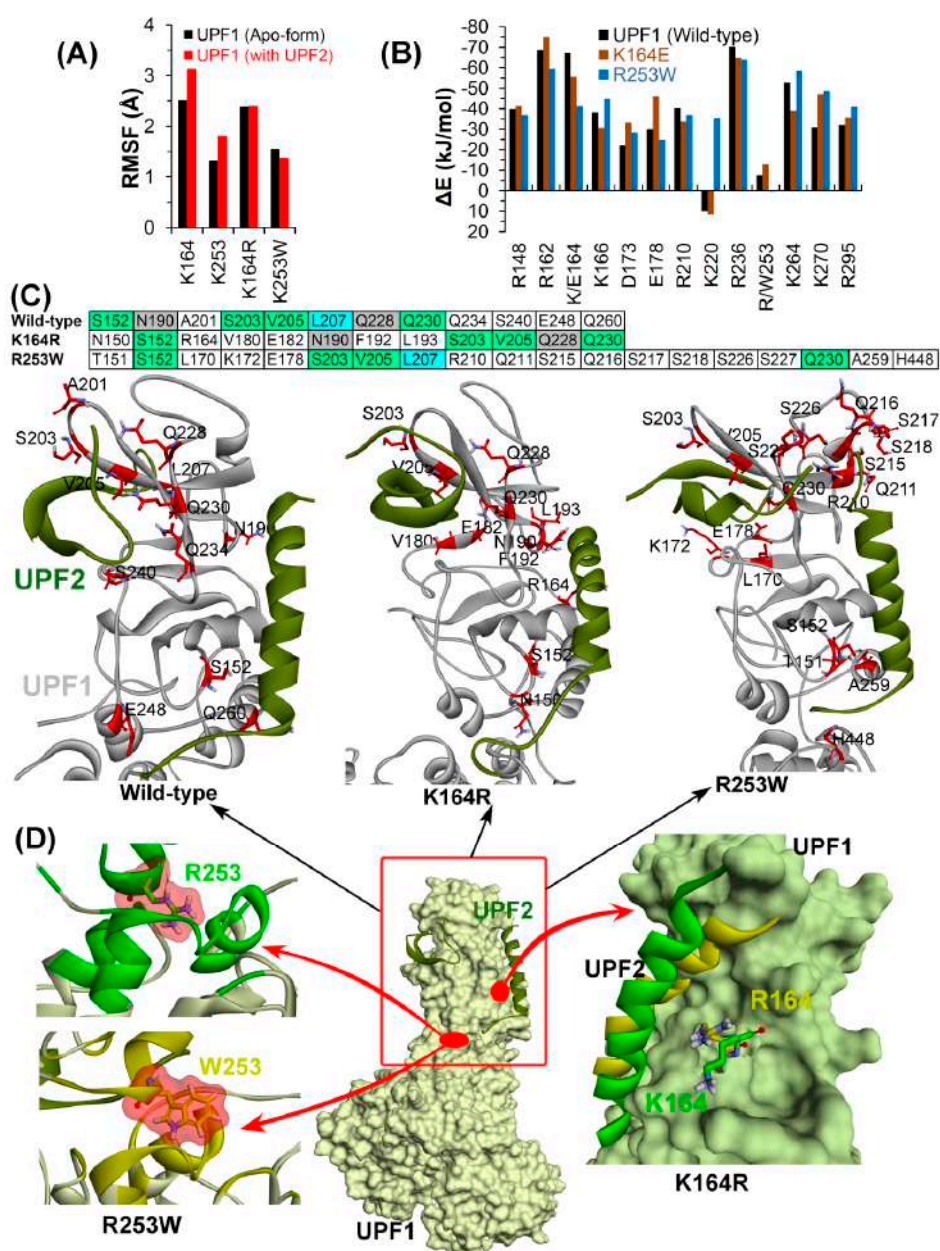 (A)
UPF1 (Apo-form)
UPF1 (with UPF2)
RMSF (Å)
4
3
2
1
0
K164
K253
K164R
K253W
(B)
UPF1 (Wild-type)
K164E
R253W
ΔE (kJ/mol)
-80
-70
-60
-50
-40
-30
-20
-10
0
10
20
R148
R162
K/E164
K166
D173
E178
R210
K220
R236
R/W253
K264
K270
R295
(C)
Wild-type S152 N190 A201 S203 V205 L207 Q228 Q230 Q234 S240 E248 Q260
K164R N150 S152 R164 V180 E182 N190 F192 L193 S203 V205 Q228 Q230
R253W T151 S152 L170 K172 E178 S203 V205 L207 R210 Q211 S215 Q216 S217 S218 S226 S227 Q230 A259 H448
A201
S203
Q228
L207
V205
Q230
N19
Q234
UPF2
S240
S152
UPF1
E248
Q260
Wild-type
S203
Q228
V205
Q230
L193
E182
V180
N190
F192
R164
S152
N150
K164R
Q216
S226
S217
S203
V205
S218
S227
S215
Q230
Q211
R210
E178
K172
L170
S152
T151
A259
H448
R253W
(D)
R253
W253
R253W
UPF2
UPF1
UPF1
UPF2
R164
K164
K164R